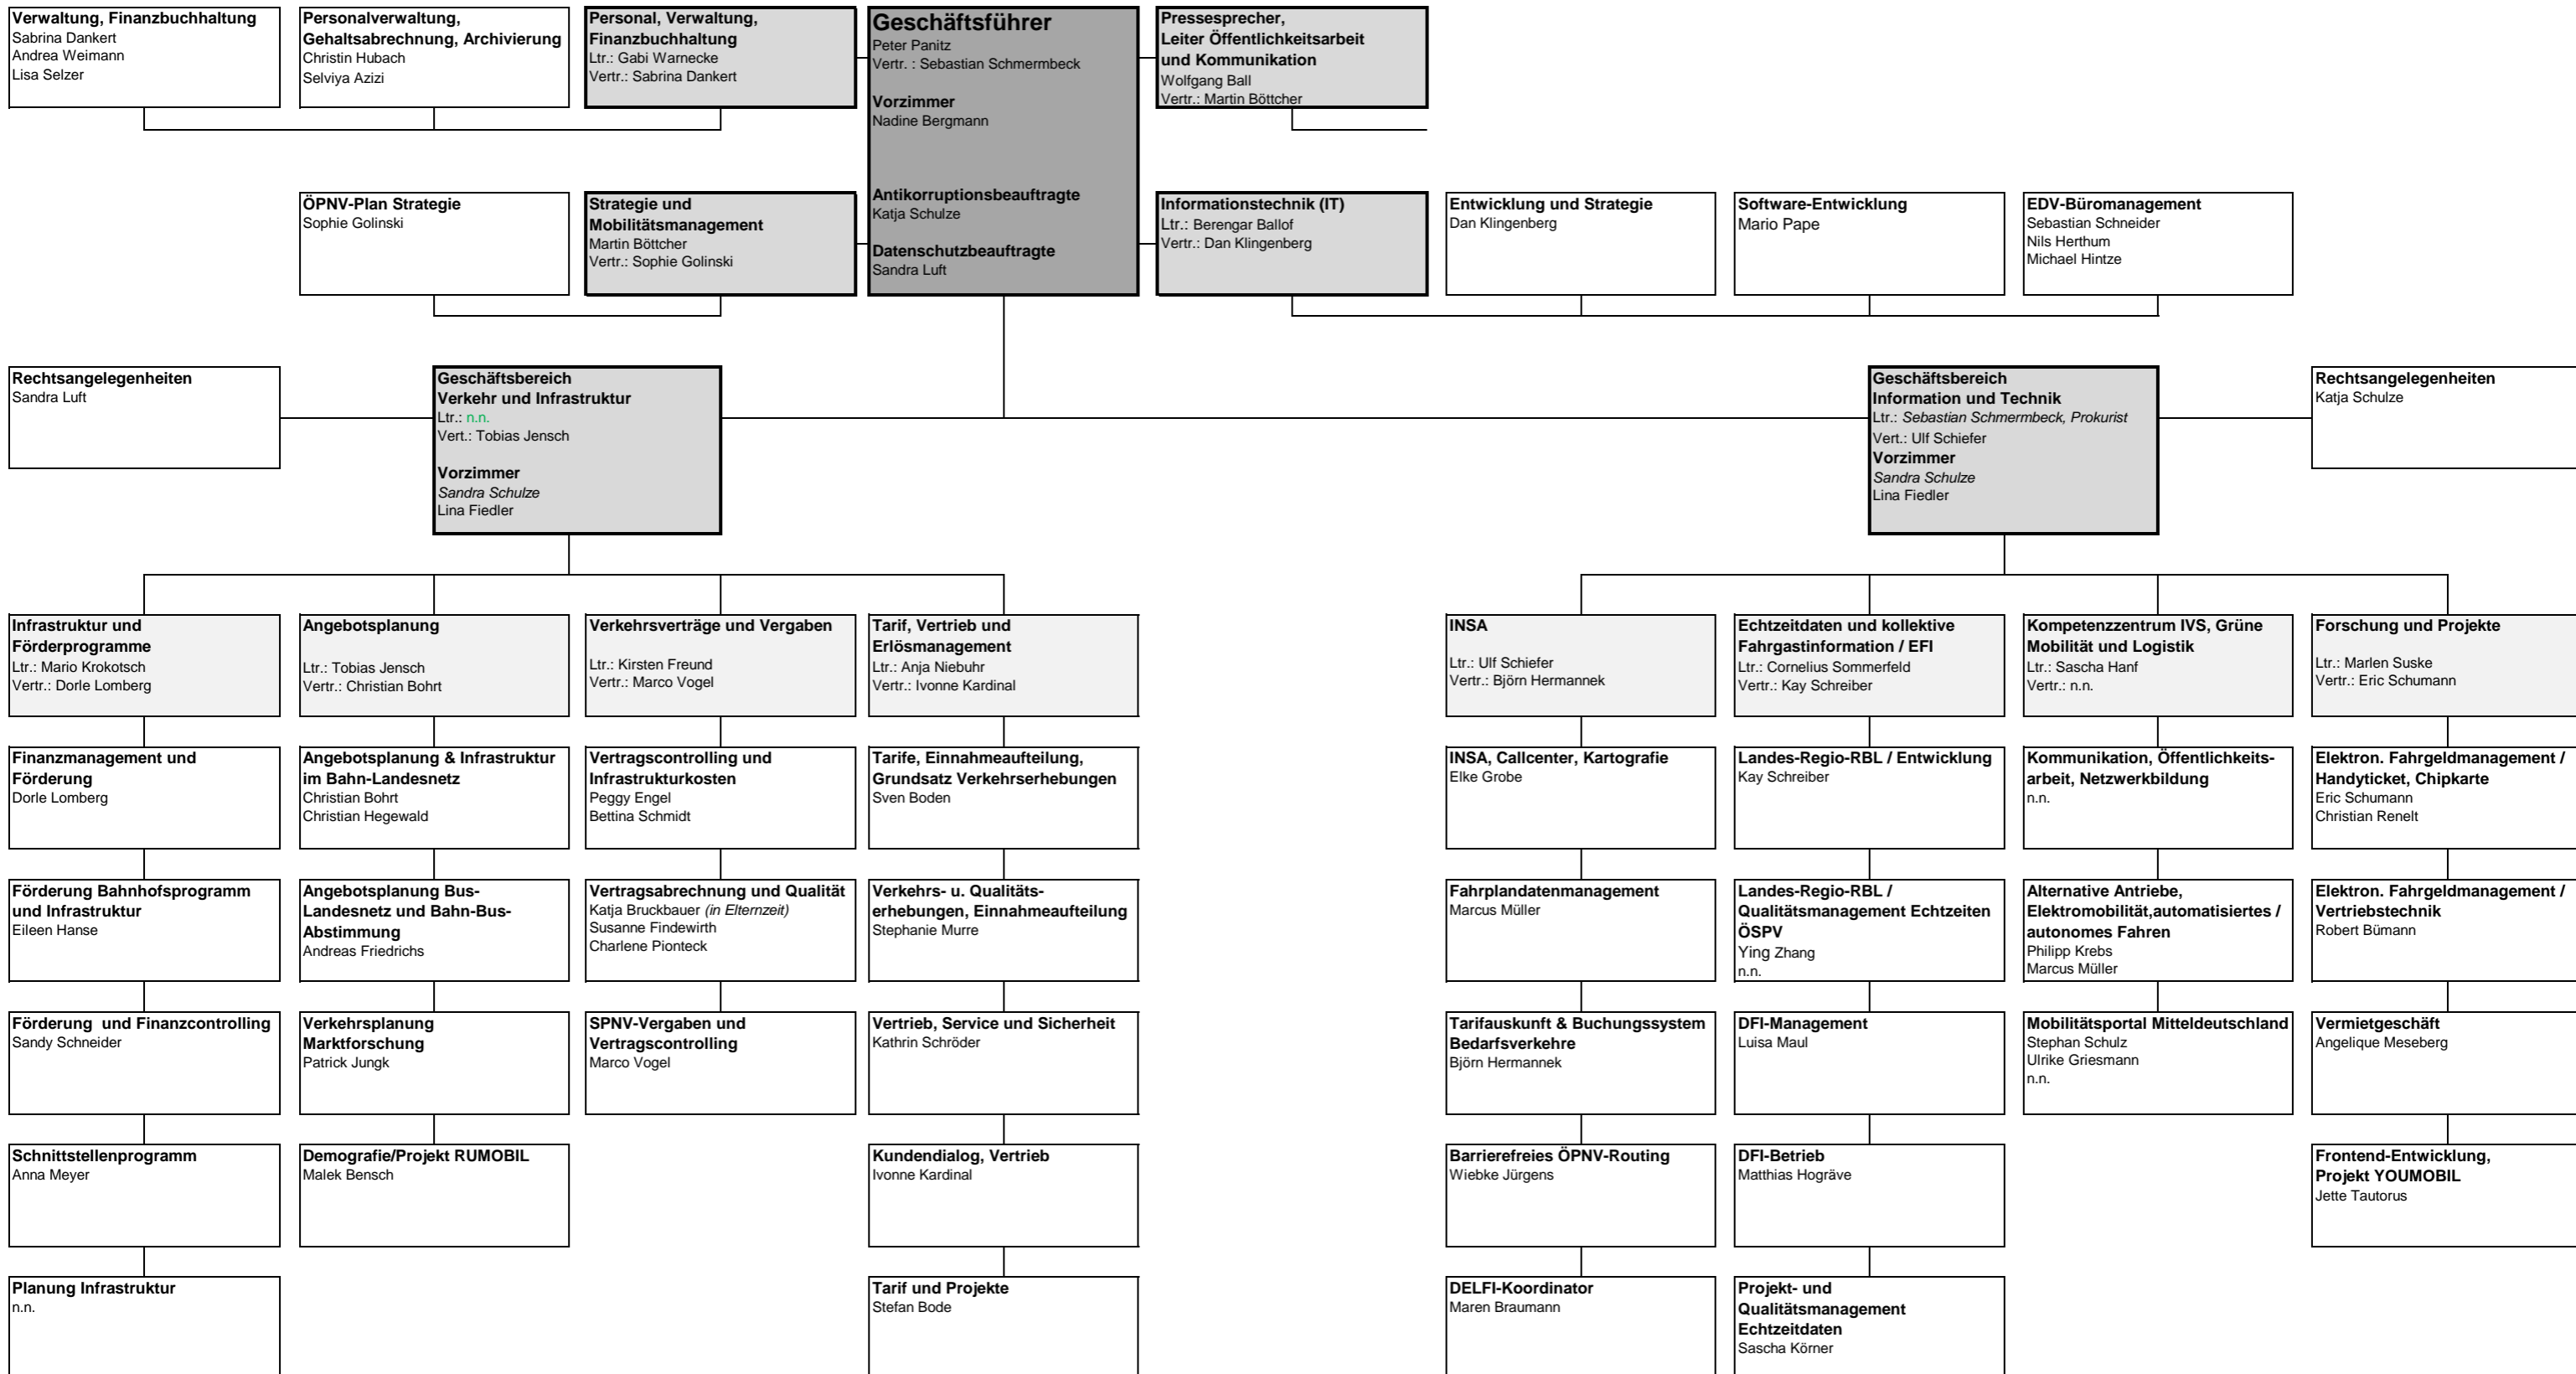 Verwaltung, Finanzbuchhaltung
Sabrina Dankert
Andrea Weimann
Lisa Selzer
Personalverwaltung,
Gehaltsabrechnung, Archivierung
Christin Hubach
Selviya Azizi
Personal, Verwaltung,
Finanzbuchhaltung
Ltr.: Gabi Warnecke
Vertr.: Sabrina Dankert
Geschäftsführer
Peter Panitz
Vertr. : Sebastian Schmermbeck
Vorzimmer
Nadine Bergmann
Antikorruptionsbeauftragte
Katja Schulze
Datenschutzbeauftragte
Sandra Luft
Pressesprecher,
Leiter Öffentlichkeitsarbeit
und Kommunikation
Wolfgang Ball
Vertr.: Martin Böttcher
ÖPNV-Plan Strategie
Sophie Golinski
Strategie und
Mobilitätsmanagement
Martin Böttcher
Vertr.: Sophie Golinski
Informationstechnik (IT)
Ltr.: Berengar Ballof
Vertr.: Dan Klingenberg
Entwicklung und Strategie
Dan Klingenberg
Software-Entwicklung
Mario Pape
EDV-Büromanagement
Sebastian Schneider
Nils Herthum
Michael Hintze
Rechtsangelegenheiten
Sandra Luft
Geschäftsbereich
Verkehr und Infrastruktur
Ltr.: n.n.
Vert.: Tobias Jensch
Vorzimmer
Sandra Schulze
Lina Fiedler
Geschäftsbereich
Information und Technik
Ltr.: Sebastian Schmermbeck, Prokurist
Vert.: Ulf Schiefer
Vorzimmer
Sandra Schulze
Lina Fiedler
Rechtsangelegenheiten
Katja Schulze
Infrastruktur und
Förderprogramme
Ltr.: Mario Krokotsch
Vertr.: Dorle Lomberg
Angebotsplanung
Ltr.: Tobias Jensch
Vertr.: Christian Bohrt
Verkehrsverträge und Vergaben
Ltr.: Kirsten Freund
Vertr.: Marco Vogel
Tarif, Vertrieb und
Erlösmanagement
Ltr.: Anja Niebuhr
Vertr.: Ivonne Kardinal
INSA
Ltr.: Ulf Schiefer
Vertr.: Björn Hermannek
Echtzeitdaten und kollektive
Fahrgastinformation / EFI
Ltr.: Cornelius Sommerfeld
Vertr.: Kay Schreiber
Kompetenzzentrum IVS, Grüne
Mobilität und Logistik
Ltr.: Sascha Hanf
Vertr.: n.n.
Forschung und Projekte
Ltr.: Marlen Suske
Vertr.: Eric Schumann
Finanzmanagement und
Förderung
Dorle Lomberg
Angebotsplanung & Infrastruktur
im Bahn-Landesnetz
Christian Bohrt
Christian Hegewald
Vertragscontrolling und
Infrastrukturkosten
Peggy Engel
Bettina Schmidt
Tarife, Einnahmeaufteilung,
Grundsatz Verkehrserhebungen
Sven Boden
INSA, Callcenter, Kartografie
Elke Grobe
Landes-Regio-RBL / Entwicklung
Kay Schreiber
Kommunikation, Öffentlichkeits-
arbeit, Netzwerkbildung
n.n.
Elektron. Fahrgeldmanagement /
Handyticket, Chipkarte
Eric Schumann
Christian Renelt
Förderung Bahnhofsprogramm
und Infrastruktur
Eileen Hanse
Angebotsplanung Bus-
Landesnetz und Bahn-Bus-
Abstimmung
Andreas Friedrichs
Vertragsabrechnung und Qualität
Katja Bruckbauer (in Elternzeit)
Susanne Findewirth
Charlene Pionteck
Verkehrs- u. Qualitäts-
erhebungen, Einnahmeaufteilung
Stephanie Murre
Fahrplandatenmanagement
Marcus Müller
Landes-Regio-RBL /
Qualitätsmanagement Echtzeiten
ÖSPV
Ying Zhang
n.n.
Alternative Antriebe,
Elektromobilität,automatisiertes /
autonomes Fahren
Philipp Krebs
Marcus Müller
Elektron. Fahrgeldmanagement /
Vertriebstechnik
Robert Bümann
Förderung  und Finanzcontrolling
Sandy Schneider
Verkehrsplanung
Marktforschung
Patrick Jungk
SPNV-Vergaben und
Vertragscontrolling
Marco Vogel
Vertrieb, Service und Sicherheit
Kathrin Schröder
Tarifauskunft & Buchungssystem
Bedarfsverkehre
Björn Hermannek
DFI-Management
Luisa Maul
Mobilitätsportal Mitteldeutschland
Stephan Schulz
Ulrike Griesmann
n.n.
Vermietgeschäft
Angelique Meseberg
Schnittstellenprogramm
Anna Meyer
Demografie/Projekt RUMOBIL
Malek Bensch
Kundendialog, Vertrieb
Ivonne Kardinal
Barrierefreies ÖPNV-Routing
Wiebke Jürgens
DFI-Betrieb
Matthias Hogräve
Frontend-Entwicklung,
Projekt YOUMOBIL
Jette Tautorus
Planung Infrastruktur
n.n.
Tarif und Projekte
Stefan Bode
DELFI-Koordinator
Maren Braumann
Projekt- und
Qualitätsmanagement
Echtzeitdaten
Sascha Körner